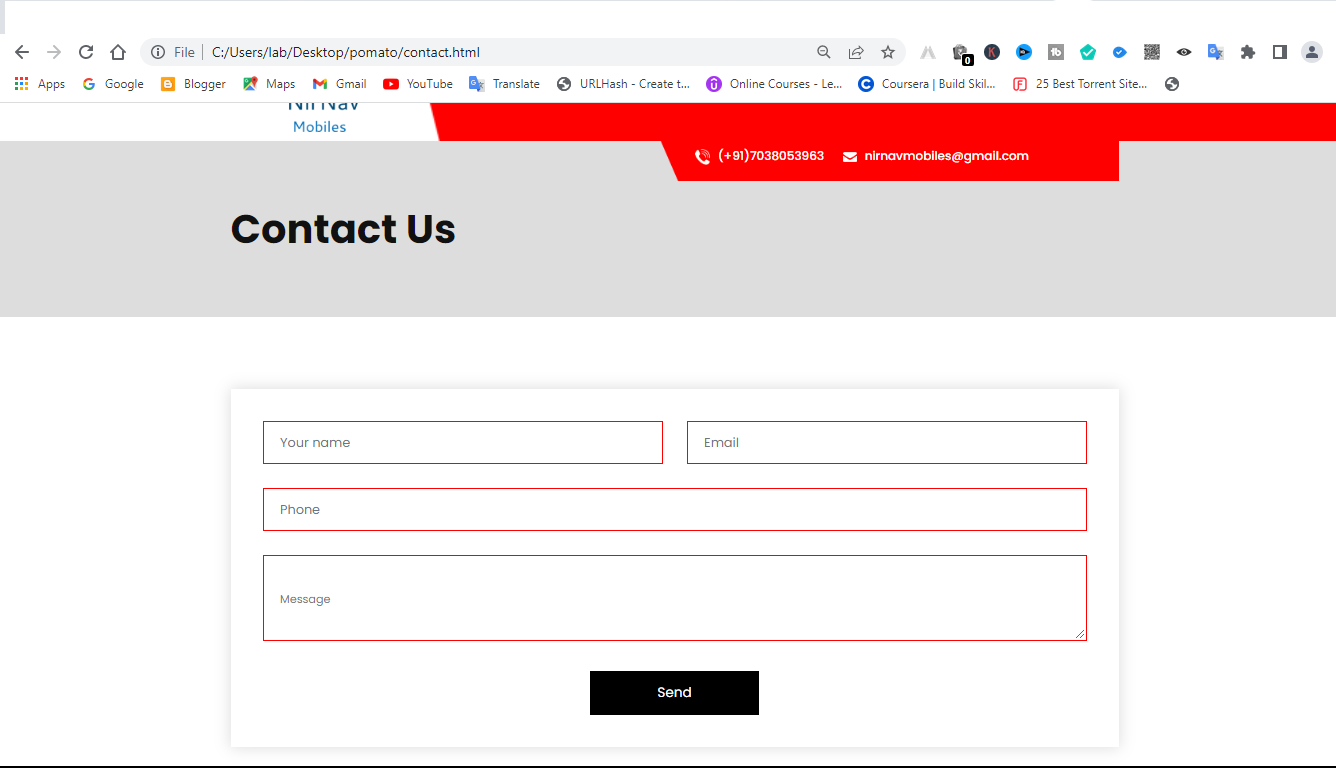 File | C:/Users/lab/Desktop/pomato/contact.html
0 K tb
Apps Google Blogger Maps Gmail YouTube Translate URLHash - Create t... Online Courses - Le... Coursera | Build Skil... 25 Best Torrent Site...
NirNav
Mobiles
(+91)7038053963 nirnavmobiles@gmail.com
Contact Us
Your name Email
Phone
Message
Send